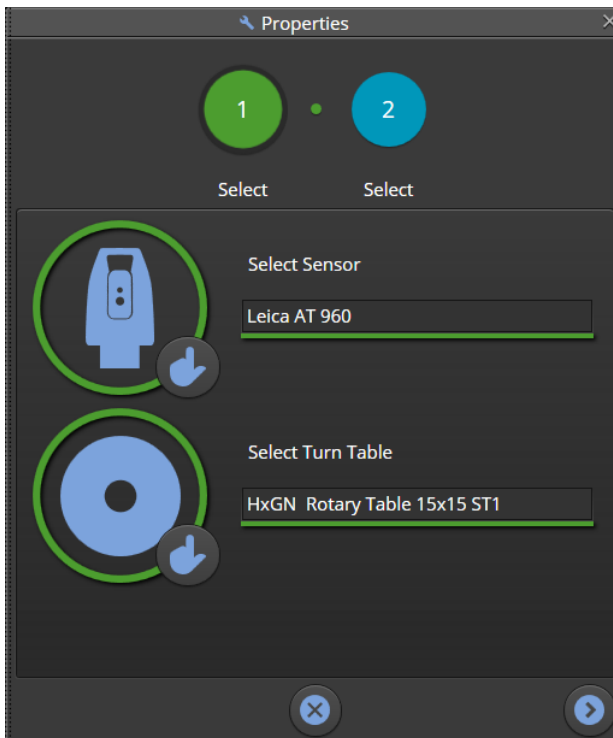 Properties
1
2
Select
Select
Select Sensor
Leica AT 960
Select Turn Table
HxGN  Rotary Table 15x15 ST1